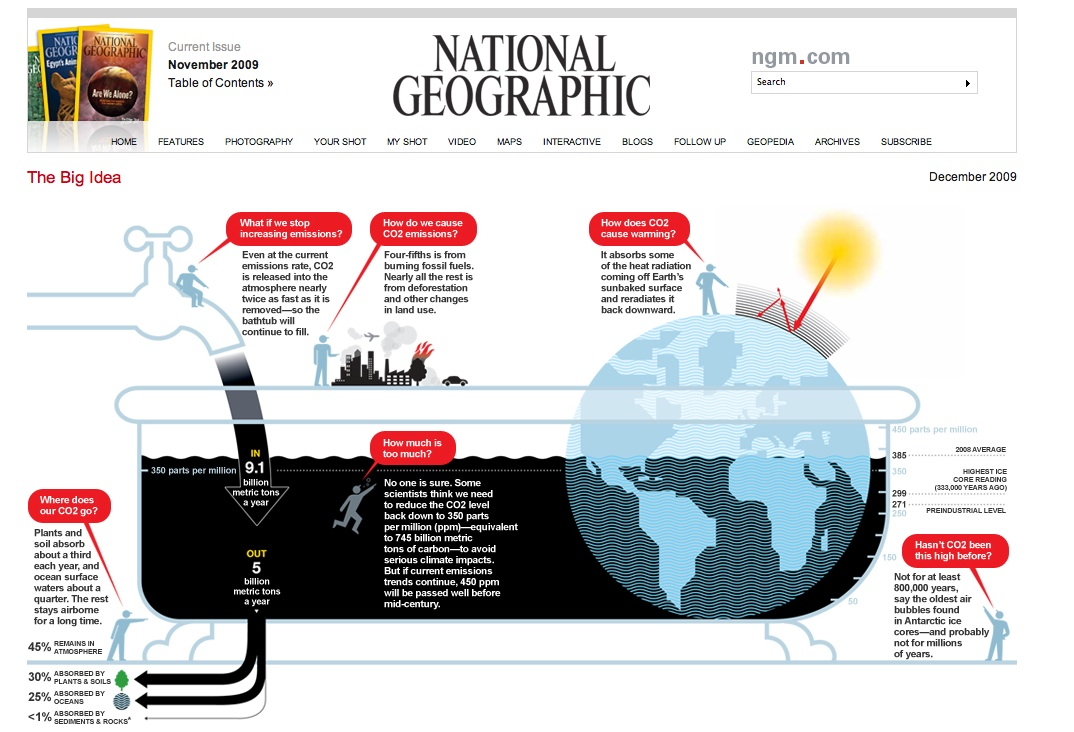 Current Issue
November 2009
Table of Contents »
NATIONAL
GEOGRAPHIC
Are We Alone?
NATIONAL
GEOGRAPHIC
ngm.com
Search
HOME FEATURES PHOTOGRAPHY YOUR SHOT MY SHOT VIDEO MAPS INTERACTIVE BLOGS FOLLOW UP GEOPEDIA ARCHIVES SUBSCRIBE
The Big Idea
December 2009
What if we stop
increasing emissions?
Even at the current
emissions rate, CO2
is released into the
atmosphere nearly
twice as fast as it is
removed—so the
bathtub will
continue to fill.
How do we cause
CO2 emissions?
Four-fifths is from
burning fossil fuels.
Nearly all the rest is
from deforestation
and other changes
in land use.
How does CO2
cause warming?
It absorbs some
of the heat radiation
coming off Earth's
sunbaked surface
and reradiates it
back downward.
IN
9.1
billion
metric tons
a year
350 parts per million
OUT
5
billion
metric tons
a year
How much is
too much?
No one is sure. Some
scientists think we need
to reduce the CO2 level
back down to 350 parts
per million (ppm)—equivalent
to 745 billion metric
tons of carbon—to avoid
serious climate impacts.
But if current emissions
trends continue, 450 ppm
will be passed well before
mid-century.
450 parts per million
2008 AVERAGE
385
350
HIGHEST ICE
CORE READING
(333,000 YEARS AGO)
299
271
PREINDUSTRIAL LEVEL
250
150
50
Hasn't CO2 been
this high before?
Not for at least
800,000 years,
say the oldest air
bubbles found
in Antarctic ice
cores—and probably
not for millions
of years.
Where does
our CO2 go?
Plants and
soil absorb
about a third
each year, and
ocean surface
waters about a
quarter. The rest
stays airborne
for a long time.
45% REMAINS IN
ATMOSPHERE
30% ABSORBED BY
PLANTS & SOILS
25% ABSORBED BY
OCEANS
<1% ABSORBED BY
SEDIMENTS & ROCKS*